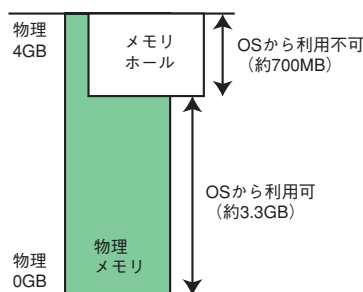 物理
4GB
メモリ
ホール
OSから利用不可
（約700MB）
OSから利用可
（約3.3GB）
物理
メモリ
物理
0GB